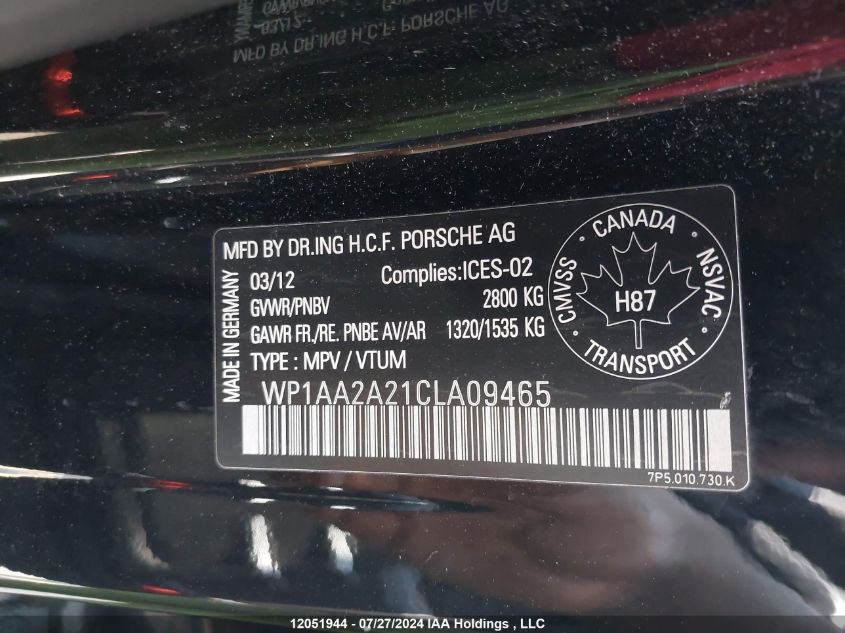 MFD BY DR.ING H.C.F. PORSCHE AG
MADE IN GERMANY
03/12 Complies:ICES-02
GVWR/PNBV 2800 KG
GAWR FR./RE. PNBE AV/AR 1320/1535 KG
TYPE : MPV / VTUM
WP1AA2A21CLA09465
7P5.010.730.K
CANADA
CMVSS · NSVAC
H87
TRANSPORT
12051944 - 07/27/2024 IAA Holdings , LLC